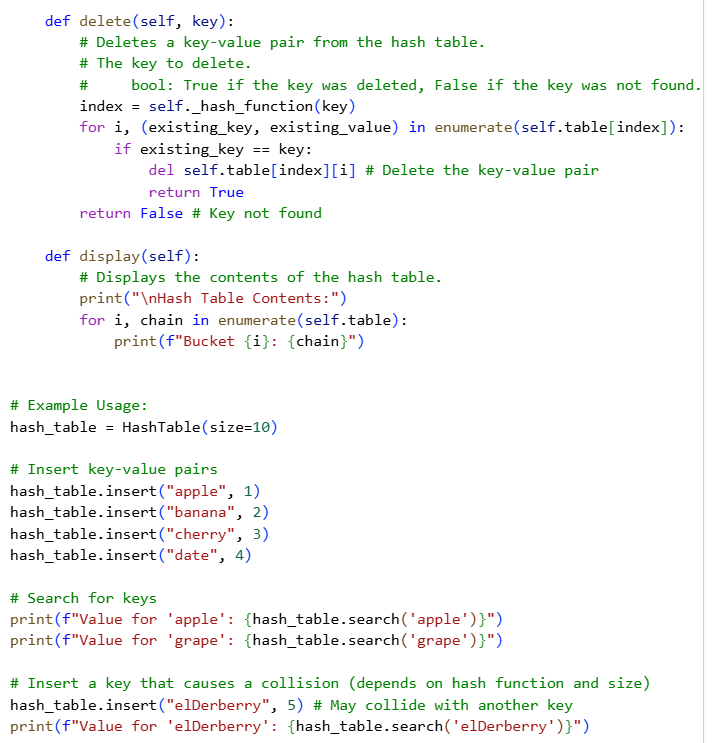 def delete(self, key):
        # Deletes a key-value pair from the hash table.
        # The key to delete.
        #     bool: True if the key was deleted, False if the key was not found.
        index = self._hash_function(key)
        for i, (existing_key, existing_value) in enumerate(self.table[index]):
            if existing_key == key:
                del self.table[index][i] # Delete the key-value pair
                return True
        return False # Key not found

    def display(self):
        # Displays the contents of the hash table.
        print("\nHash Table Contents:")
        for i, chain in enumerate(self.table):
            print(f"Bucket {i}: {chain}")


# Example Usage:
hash_table = HashTable(size=10)

# Insert key-value pairs
hash_table.insert("apple", 1)
hash_table.insert("banana", 2)
hash_table.insert("cherry", 3)
hash_table.insert("date", 4)

# Search for keys
print(f"Value for 'apple': {hash_table.search('apple')}")
print(f"Value for 'grape': {hash_table.search('grape')}")

# Insert a key that causes a collision (depends on hash function and size)
hash_table.insert("elDerberry", 5) # May collide with another key
print(f"Value for 'elDerberry': {hash_table.search('elDerberry')}")